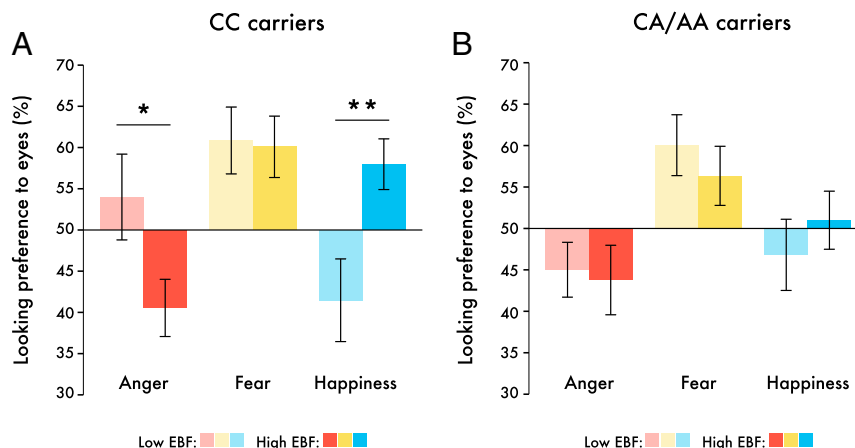 CC carriers
CA/AA carriers
A
B
Looking preference to eyes (%)
70
65
60
55
50
45
40
35
30
*
**
Anger Fear Happiness
Low EBF: High EBF:
Looking preference to eyes (%)
70
65
60
55
50
45
40
35
30
Anger Fear Happiness
Low EBF: High EBF: